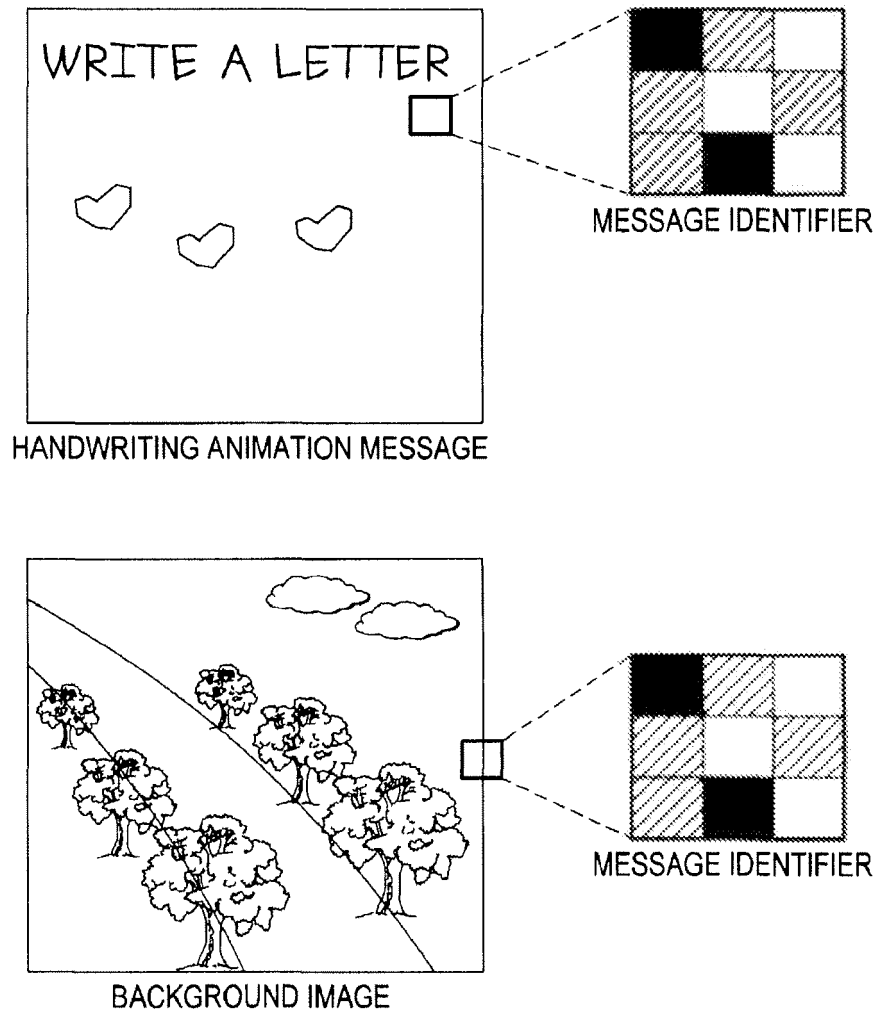 WRITE A LETTER
MESSAGE IDENTIFIER
HANDWRITING ANIMATION MESSAGE
MESSAGE IDENTIFIER
BACKGROUND IMAGE